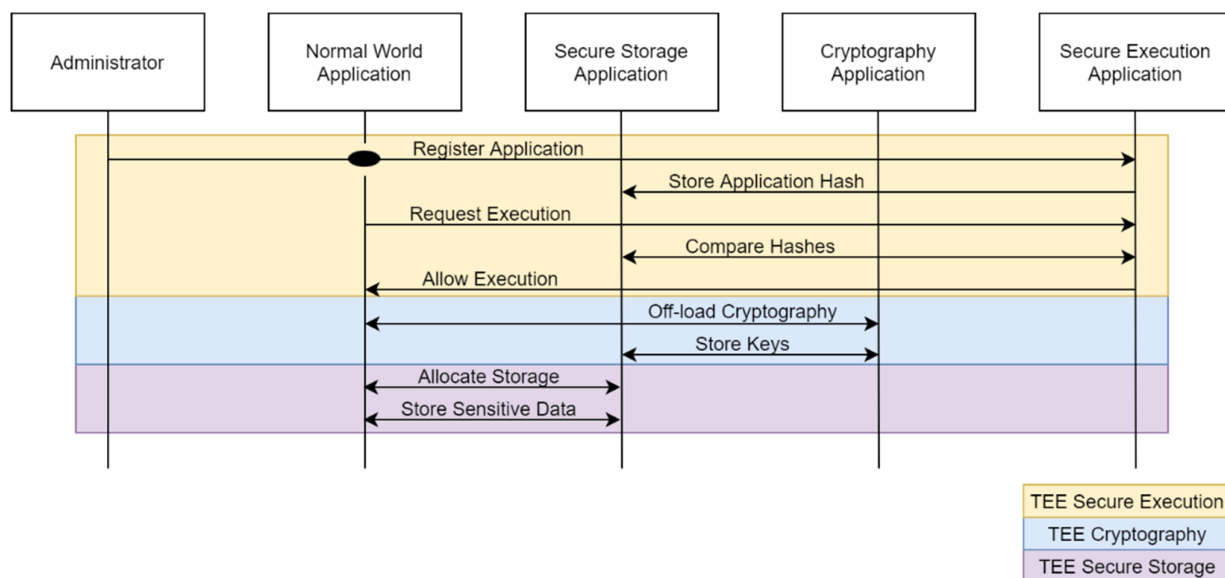 Administrator
Normal World
Application
Secure Storage
Application
Cryptography
Application
Secure Execution
Application
Register Application
Store Application Hash
Request Execution
Compare Hashes
Allow Execution
Off-load Cryptography
Store Keys
Allocate Storage
Store Sensitive Data
TEE Secure Execution
TEE Cryptography
TEE Secure Storage